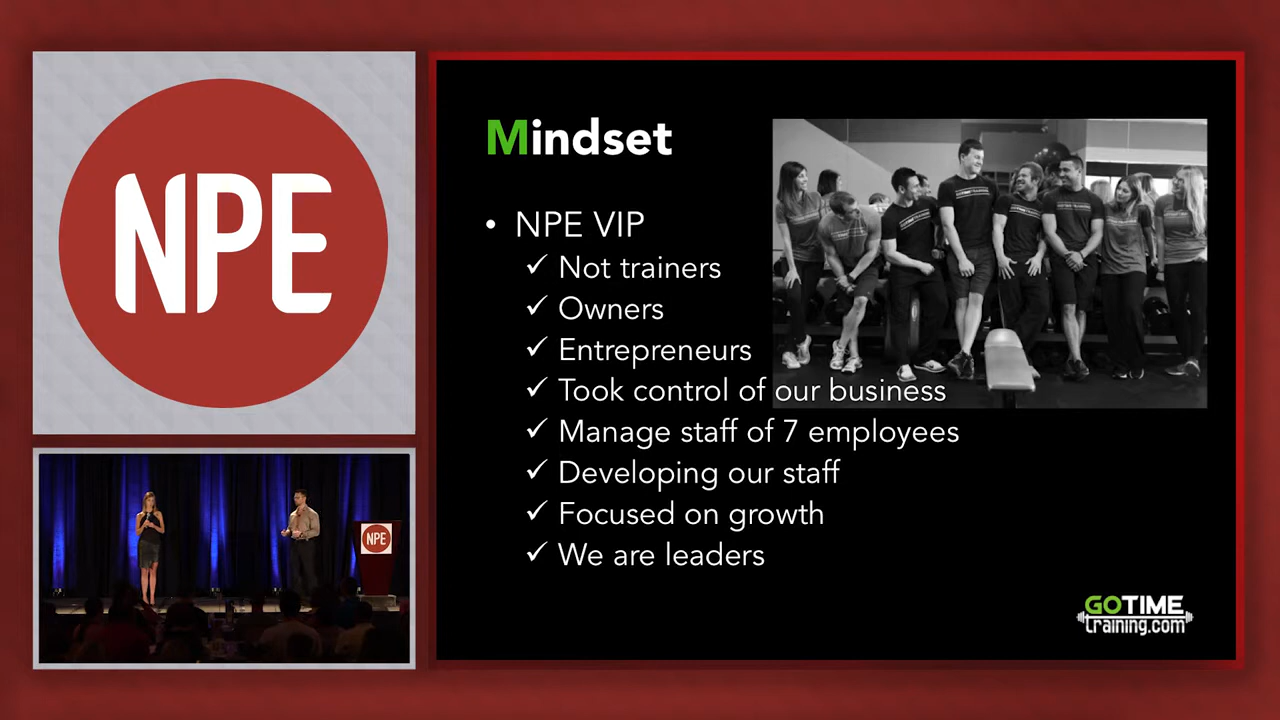 NPE
Mindset
• NPE VIP
✓ Not trainers
✓ Owners
✓ Entrepreneurs
✓ Took control of our business
✓ Manage staff of 7 employees
✓ Developing our staff
✓ Focused on growth
✓ We are leaders
NPE
GOTIME
training.com